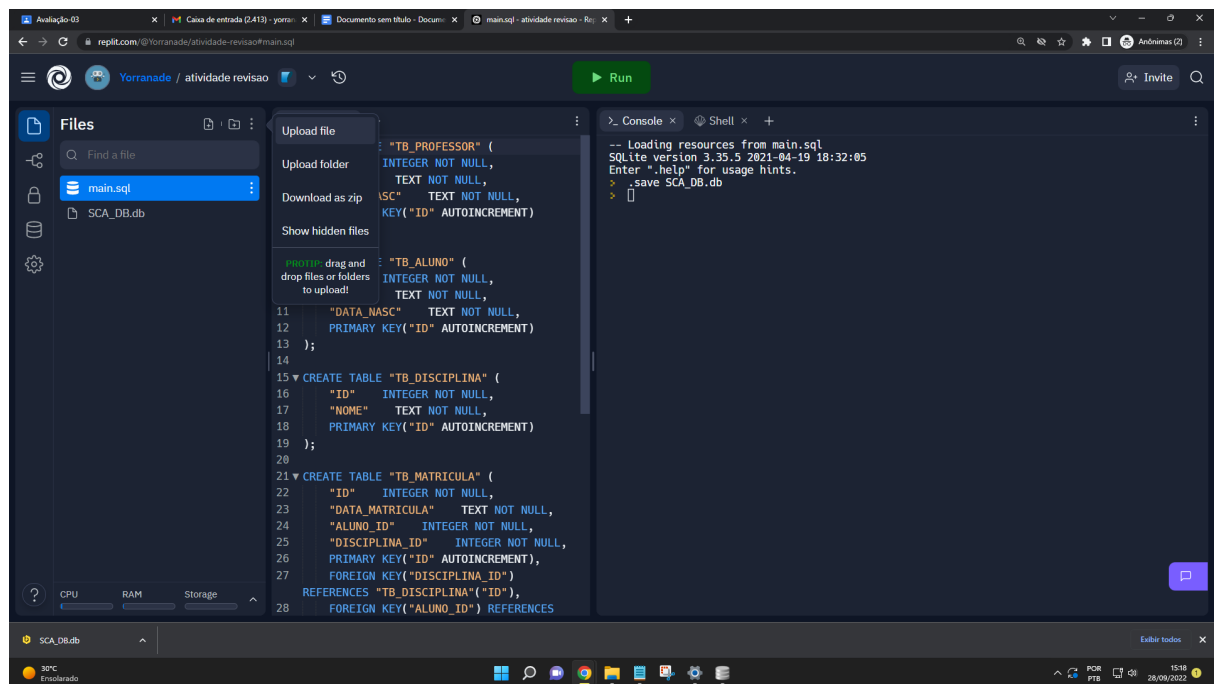 Avaliação-03
Caixa de entrada (2.413) - yorran
Documento sem título - Docume
main.sql - atividade revisao - Rep
replit.com/@Yorranade/atividade-revisao#main.sql
Anônimas (2)
Yorranade / atividade revisao
Run
Invite
Files
Find a file
main.sql
SCA_DB.db
Upload file
Upload folder
Download as zip
Show hidden files
PROTIP: drag and
drop files or folders
to upload!
"TB_PROFESSOR" (
INTEGER NOT NULL,
TEXT NOT NULL,
ASC" TEXT NOT NULL,
KEY("ID" AUTOINCREMENT)
"TB_ALUNO" (
INTEGER NOT NULL,
TEXT NOT NULL,
11 "DATA_NASC" TEXT NOT NULL,
12 PRIMARY KEY("ID" AUTOINCREMENT)
13 );
14
15 CREATE TABLE "TB_DISCIPLINA" (
16 "ID" INTEGER NOT NULL,
17 "NOME" TEXT NOT NULL,
18 PRIMARY KEY("ID" AUTOINCREMENT)
19 );
20
21 CREATE TABLE "TB_MATRICULA" (
22 "ID" INTEGER NOT NULL,
23 "DATA_MATRICULA" TEXT NOT NULL,
24 "ALUNO_ID" INTEGER NOT NULL,
25 "DISCIPLINA_ID" INTEGER NOT NULL,
26 PRIMARY KEY("ID" AUTOINCREMENT),
27 FOREIGN KEY("DISCIPLINA_ID")
REFERENCES "TB_DISCIPLINA"("ID"),
28 FOREIGN KEY("ALUNO_ID") REFERENCES
Console
Shell
-- Loading resources from main.sql
SQLite version 3.35.5 2021-04-19 18:32:05
Enter ".help" for usage hints.
> .save SCA_DB.db
>
CPU RAM Storage
SCA_DB.db
Exibir todos
30°C
Ensolarado
POR
PTB
15:18
28/09/2022
1